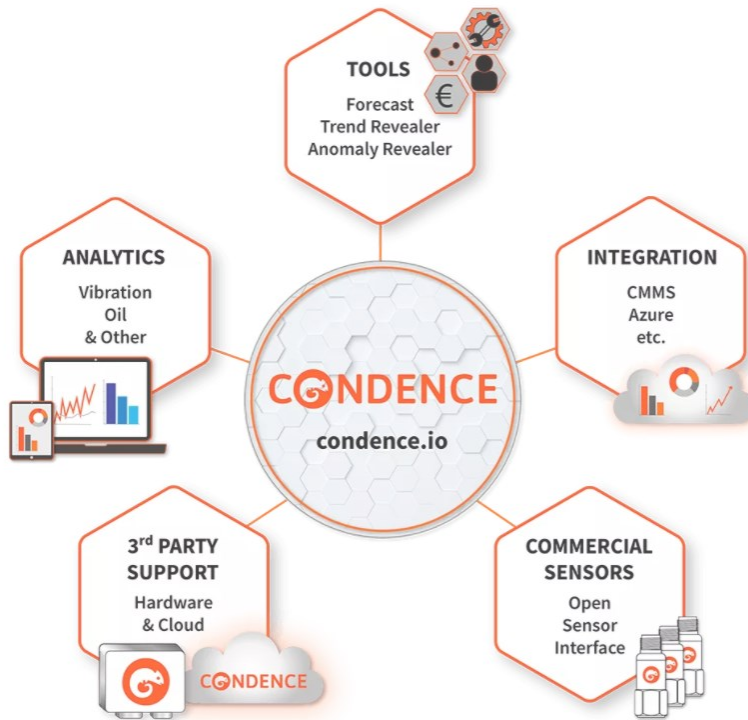 TOOLS
Forecast
Trend Revealer
Anomaly Revealer
€
ANALYTICS
Vibration
Oil
& Other
INTEGRATION
CMMS
Azure
etc.
CONDENCE
condence.io
3rd PARTY
SUPPORT
Hardware
& Cloud
CONDENCE
COMMERCIAL
SENSORS
Open
Sensor
Interface